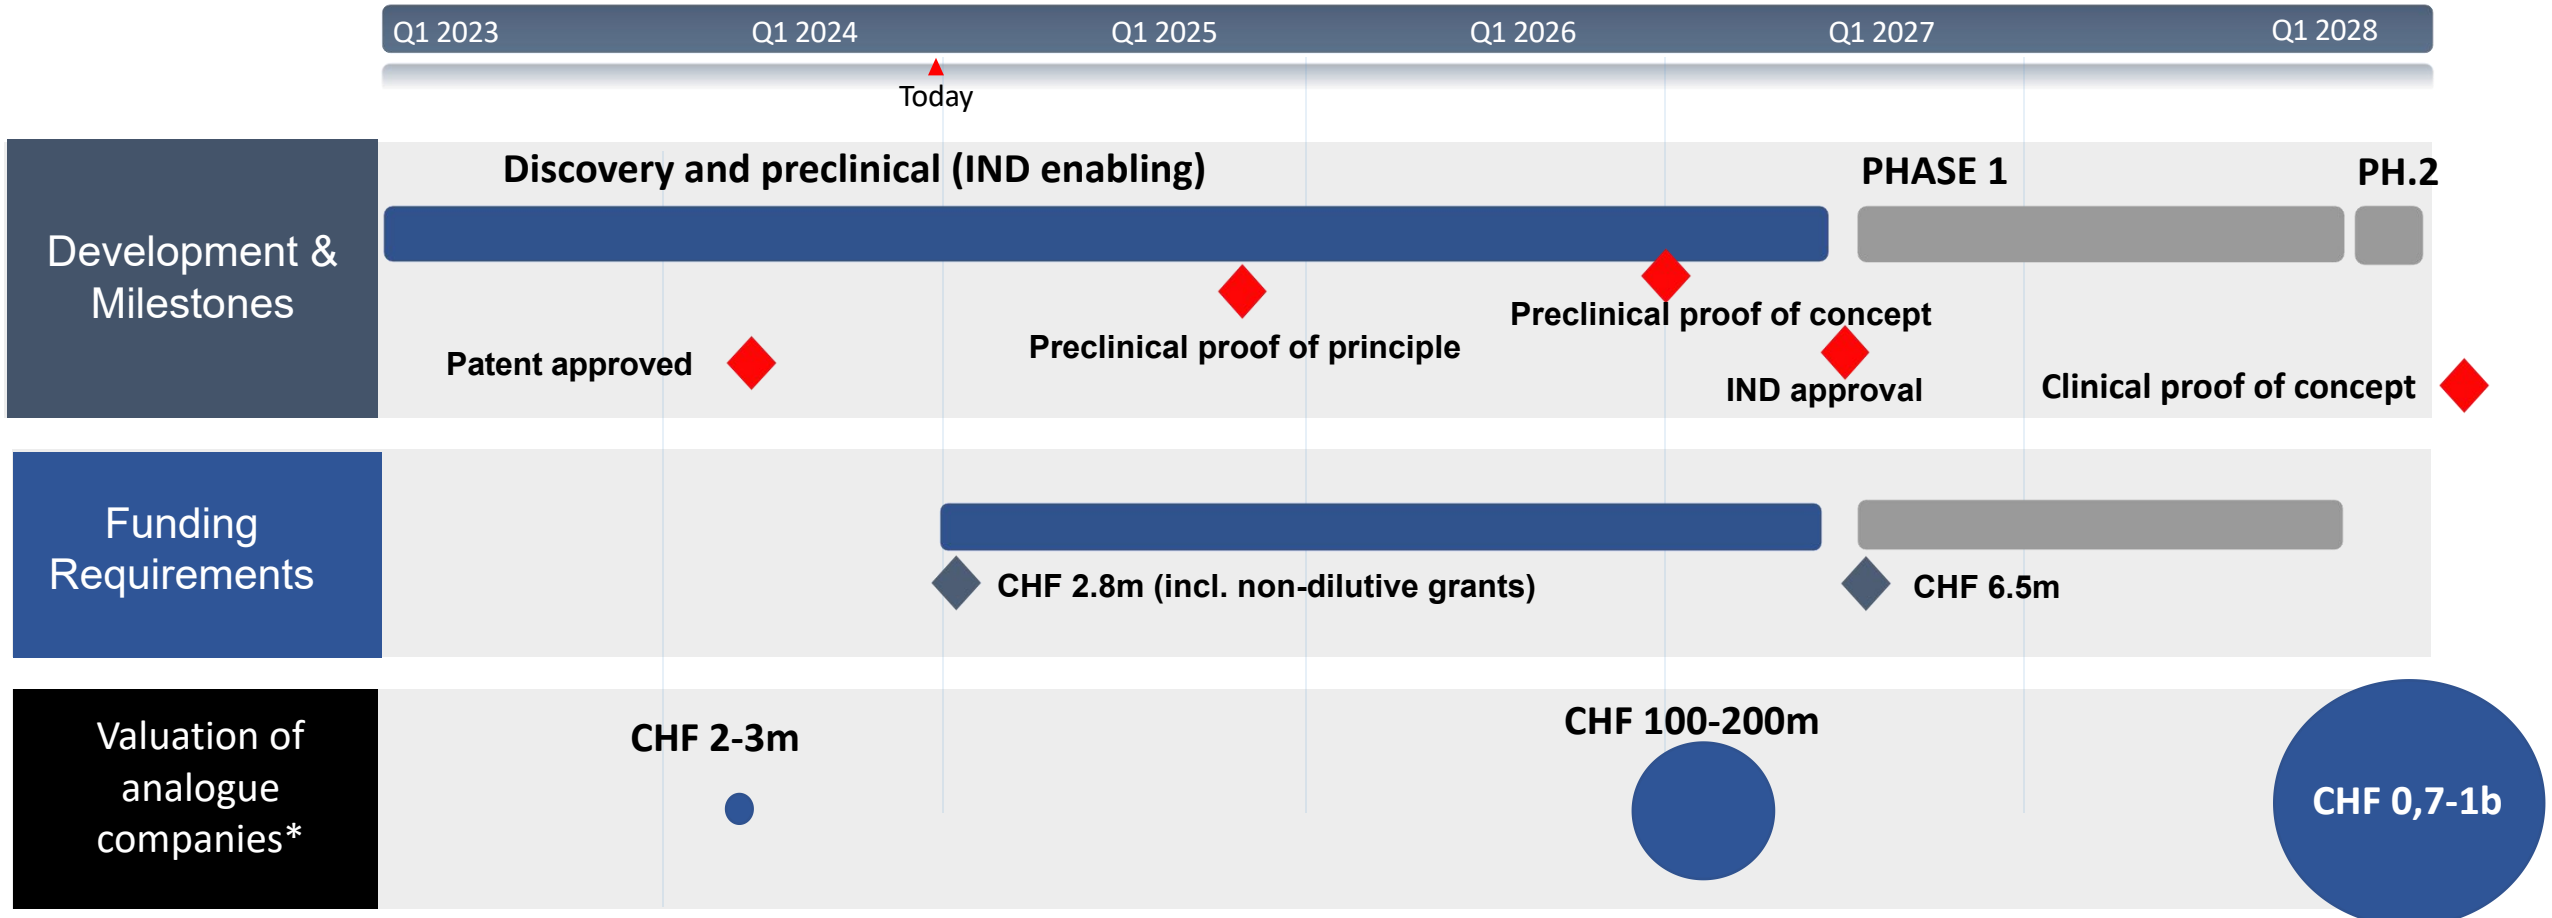 Q1 2023 Q1 2024 Q1 2025 Q1 2026 Q1 2027 Q1 2028
Today
Development &
Milestones
Discovery and preclinical (IND enabling)
PHASE 1
PH.2
Patent approved
Preclinical proof of principle
Preclinical proof of concept
IND approval
Clinical proof of concept
Funding
Requirements
CHF 2.8m (incl. non-dilutive grants)
CHF 6.5m
Valuation of
analogue
companies*
CHF 2-3m
CHF 100-200m
CHF 0,7-1b